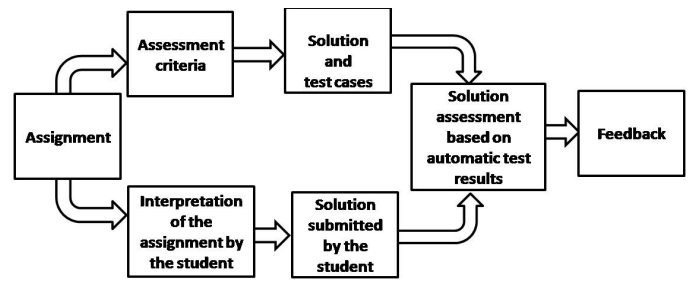 Assignment
Assessment
criteria
Solution
and
test cases
Interpretation
of the
assignment by
the student
Solution
submitted
by the
student
Solution
assessment
based on
automatic test
results
Feedback